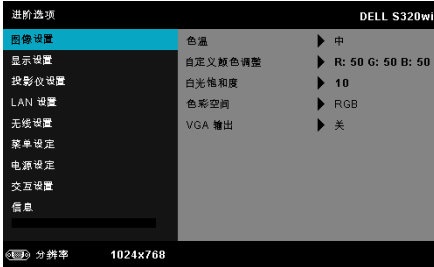 进阶选项 DELL S320wi
图像设置
显示设置
投影仪设置
LAN 设置
无线设置
菜单设定
电源设定
交互设置
信息
色温 中
自定义颜色调整 R: 50 G: 50 B: 50
白光饱和度 10
色彩空间 RGB
VGA 输出 关
分辨率 1024x768